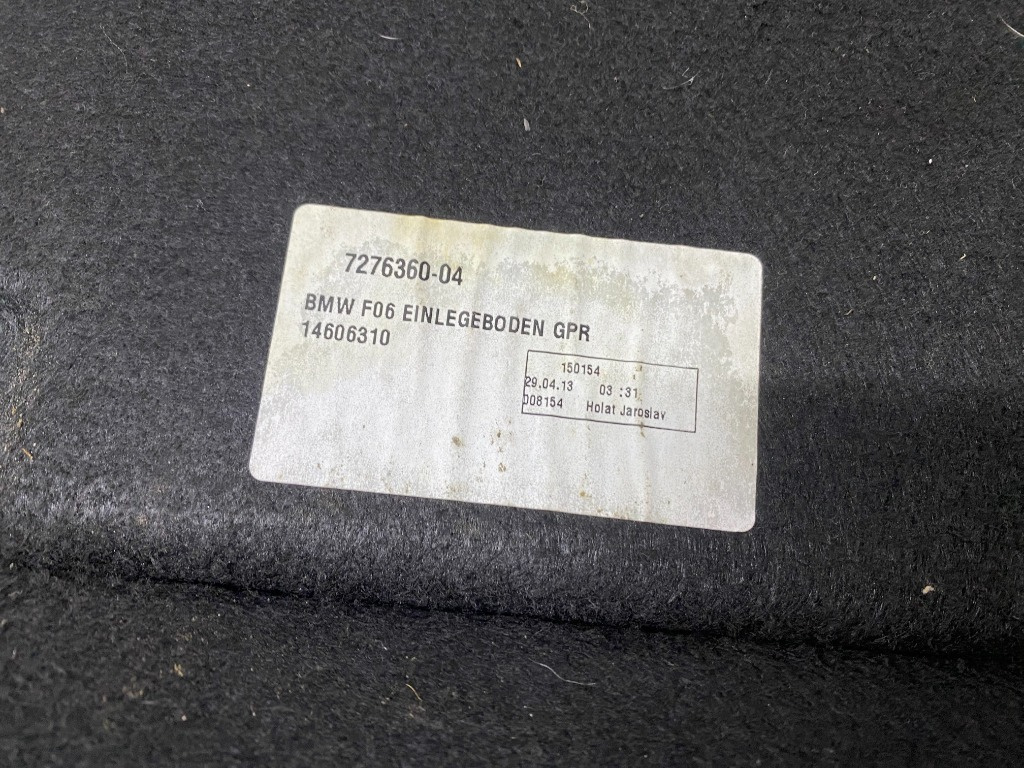 7276360-04
BMW F06 EINLEGEBODEN GPR
14606310
150154
29.04.13 03:31
008154 Holat Jaroslav